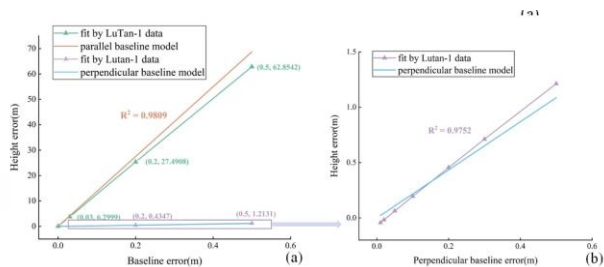 fit by LuTan-1 data
parallel baseline model
fit by Lutan-1 data
perpendicular baseline model
70
60
50
40
30
20
10
0
Height error(m)
(0.5, 62.8542)
R² = 0.9809
(0.2, 27.4908)
(0.03, 6.2999)
(0.2, 0.4347)
(0.5, 1.2131)
0.0
0.2
0.4
0.6
Baseline error(m)
(a)
fit by Lutan-1 data
perpendicular baseline model
1.5
1.0
0.5
0.0
Height error(m)
R² = 0.9752
0.0
0.2
0.4
0.6
Perpendicular baseline error(m)
(b)